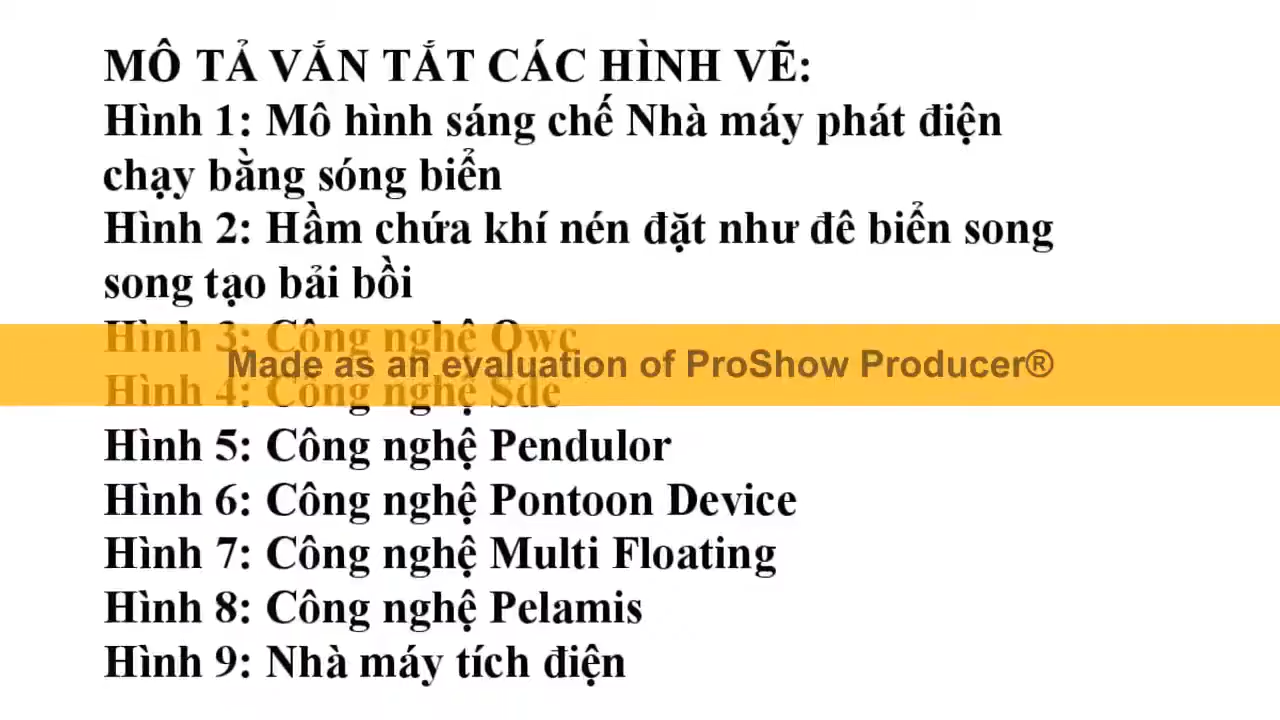 MÔ TẢ VẮN TẮT CÁC HÌNH VẼ:
Hình 1: Mô hình sáng chế Nhà máy phát điện
chạy bằng sóng biển
Hình 2: Hầm chứa khí nén đặt như đê biển song
song tạo bải bồi
Hình 3: Công nghệ Owc
Made as an evaluation of ProShow Producer®
Hình 4: Công nghệ Sde
Hình 5: Công nghệ Pendulor
Hình 6: Công nghệ Pontoon Device
Hình 7: Công nghệ Multi Floating
Hình 8: Công nghệ Pelamis
Hình 9: Nhà máy tích điện